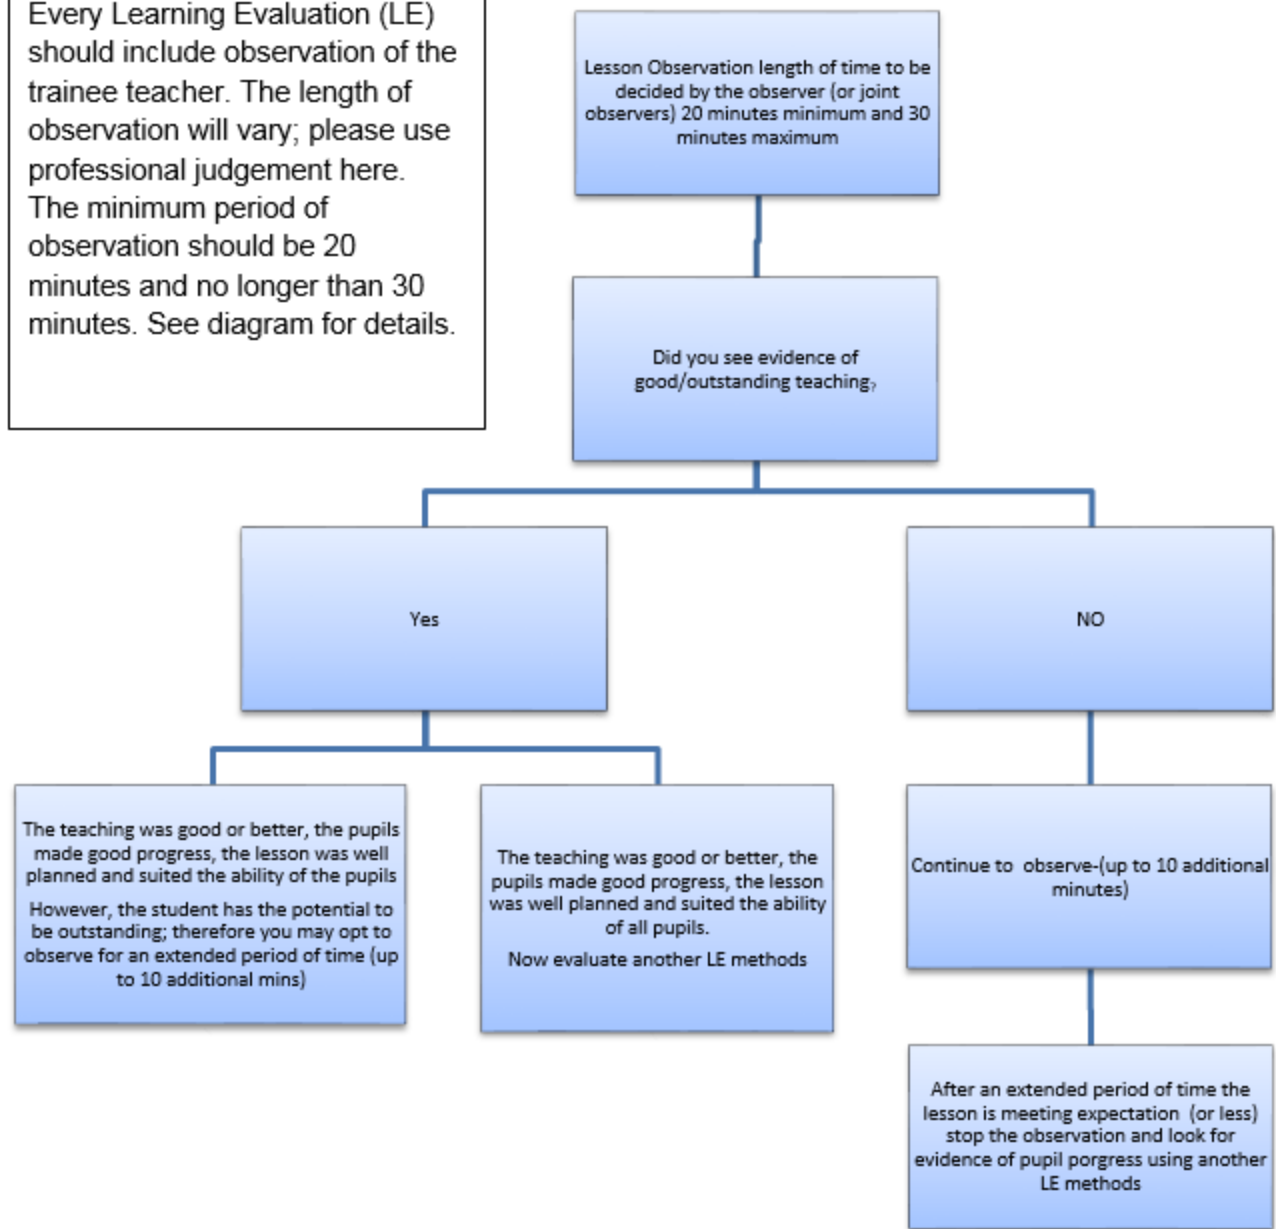 Every Learning Evaluation (LE)
should include observation of the
trainee teacher. The length of
observation will vary; please use
professional judgement here.
The minimum period of
observation should be 20
minutes and no longer than 30
minutes. See diagram for details.
Lesson Observation length of time to be
decided by the observer (or joint
observers) 20 minutes minimum and 30
minutes maximum
Did you see evidence of
good/outstanding teaching?
Yes
NO
The teaching was good or better, the pupils
made good progress, the lesson was well
planned and suited the ability of the pupils
However, the student has the potential to
be outstanding; therefore you may opt to
observe for an extended period of time (up
to 10 additional mins)
The teaching was good or better, the
pupils made good progress, the lesson
was well planned and suited the ability
of all pupils.
Now evaluate another LE methods
Continue to observe-(up to 10 additional
minutes)
After an extended period of time the
lesson is meeting expectation (or less)
stop the observation and look for
evidence of pupil porgress using another
LE methods